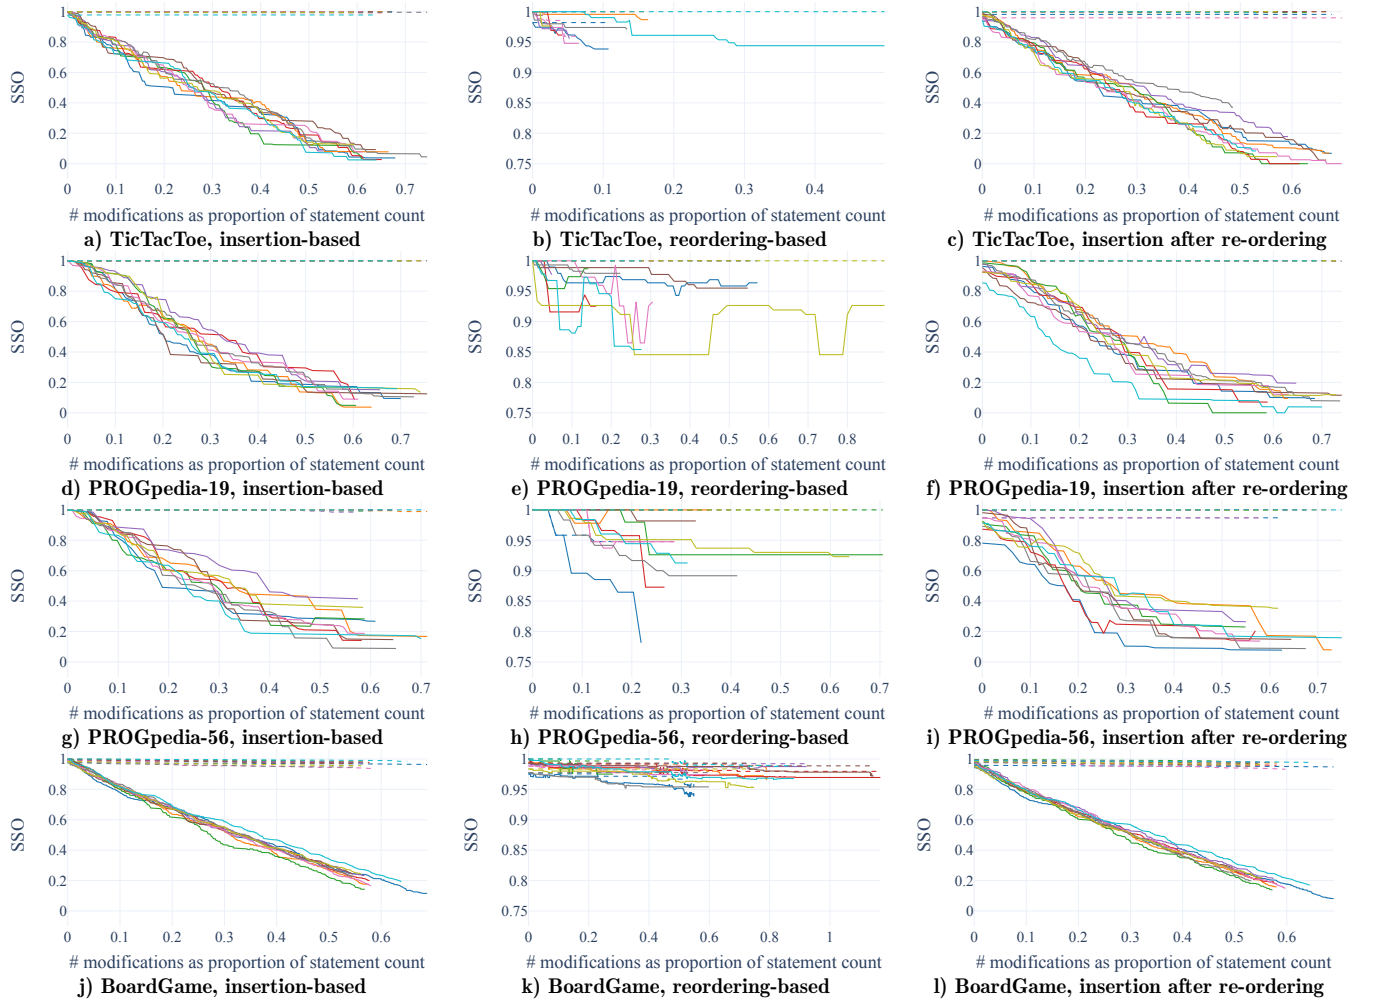 1
0.8
0.6
0.4
0.2
0
SSO
0 0.1 0.2 0.3 0.4 0.5 0.6 0.7
# modifications as proportion of statement count
a) TicTacToe, insertion-based
1
0.95
0.9
0.85
0.8
0.75
SSO
0 0.1 0.2 0.3 0.4
# modifications as proportion of statement count
b) TicTacToe, reordering-based
1
0.8
0.6
0.4
0.2
0
SSO
0 0.1 0.2 0.3 0.4 0.5 0.6
# modifications as proportion of statement count
c) TicTacToe, insertion after re-ordering
1
0.8
0.6
0.4
0.2
0
SSO
0 0.1 0.2 0.3 0.4 0.5 0.6 0.7
# modifications as proportion of statement count
d) PROGpedia-19, insertion-based
1
0.95
0.9
0.85
0.8
0.75
SSO
0 0.1 0.2 0.3 0.4 0.5 0.6 0.7 0.8
# modifications as proportion of statement count
e) PROGpedia-19, reordering-based
1
0.8
0.6
0.4
0.2
0
SSO
0 0.1 0.2 0.3 0.4 0.5 0.6 0.7
# modifications as proportion of statement count
f) PROGpedia-19, insertion after re-ordering
1
0.8
0.6
0.4
0.2
0
SSO
0 0.1 0.2 0.3 0.4 0.5 0.6 0.7
# modifications as proportion of statement count
g) PROGpedia-56, insertion-based
1
0.95
0.9
0.85
0.8
0.75
SSO
0 0.1 0.2 0.3 0.4 0.5 0.6 0.7
# modifications as proportion of statement count
h) PROGpedia-56, reordering-based
1
0.8
0.6
0.4
0.2
0
SSO
0 0.1 0.2 0.3 0.4 0.5 0.6 0.7
# modifications as proportion of statement count
i) PROGpedia-56, insertion after re-ordering
1
0.8
0.6
0.4
0.2
0
SSO
0 0.1 0.2 0.3 0.4 0.5 0.6
# modifications as proportion of statement count
j) BoardGame, insertion-based
1
0.95
0.9
0.85
0.8
0.75
SSO
0 0.2 0.4 0.6 0.8 1
# modifications as proportion of statement count
k) BoardGame, reordering-based
1
0.8
0.6
0.4
0.2
0
SSO
0 0.1 0.2 0.3 0.4 0.5 0.6
# modifications as proportion of statement count
l) BoardGame, insertion after re-ordering